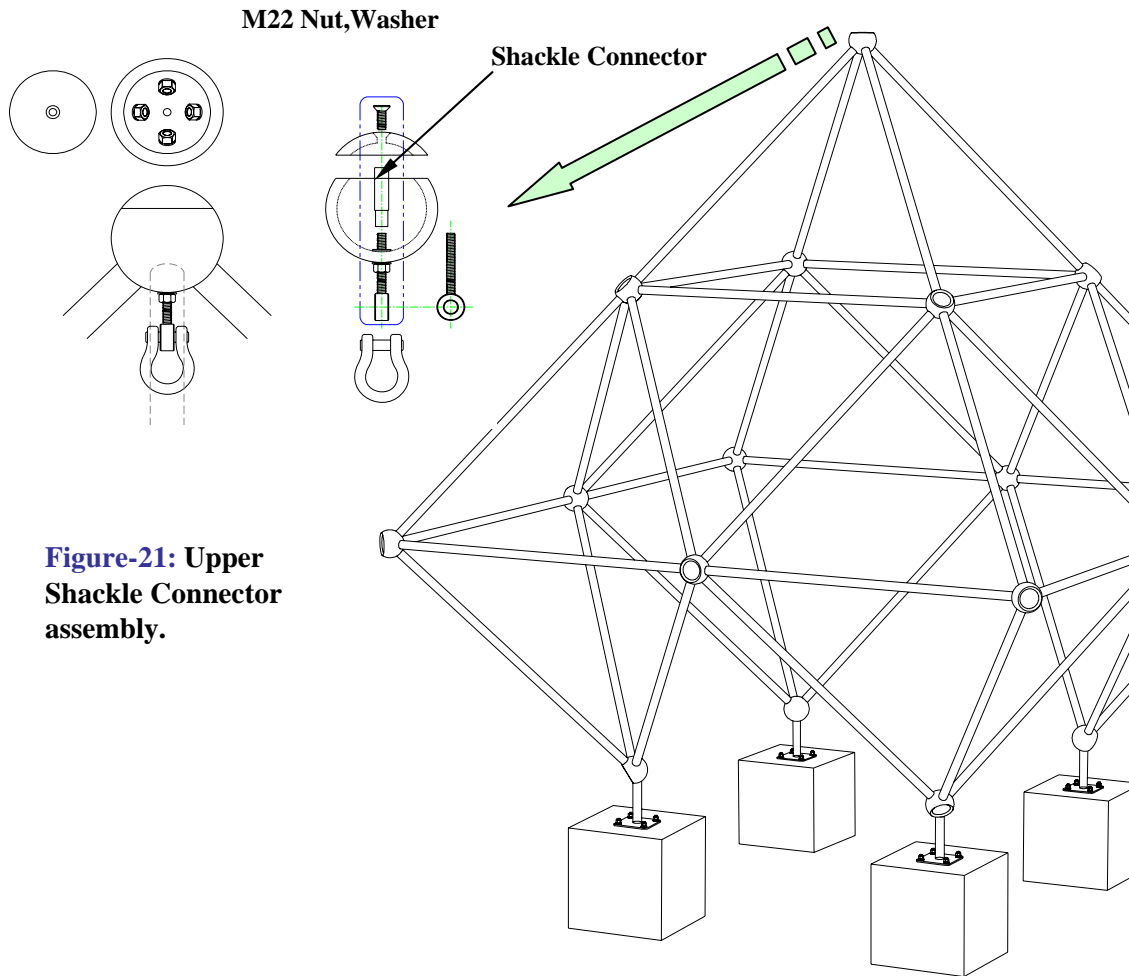 M22 Nut,Washer
Shackle Connector
Figure-21: Upper
Shackle Connector
assembly.